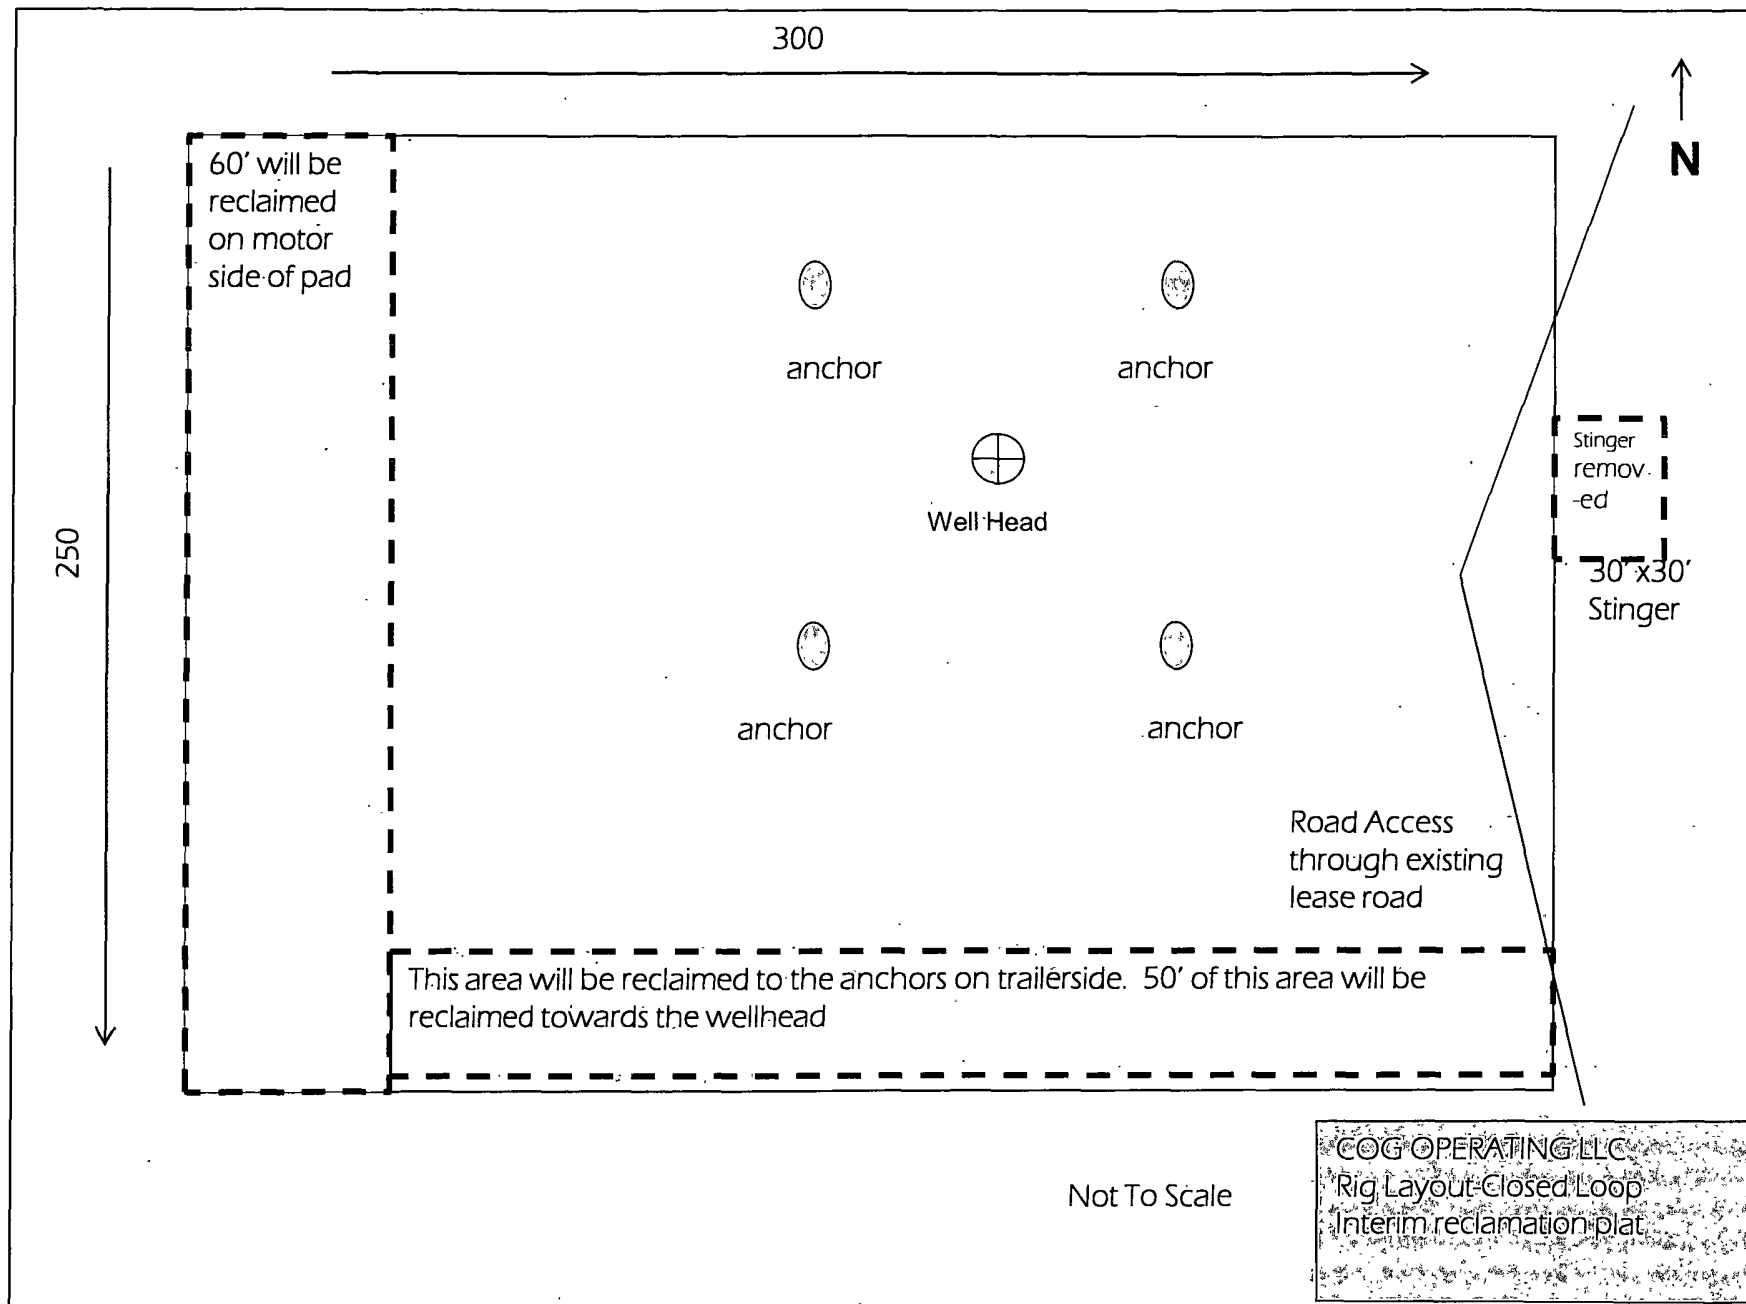 300
N
60' will be
reclaimed
on motor
side of pad
anchor
anchor
Stinger
remov
-ed
Well Head
250
30'x30'
Stinger
anchor
anchor
Road Access
through existing
lease road
This area will be reclaimed to the anchors on trailerside. 50' of this area will be
reclaimed towards the wellhead
COG OPERATING LLC
Not To Scale
Rig Layout-Closed Loop
Interim reclamation plat